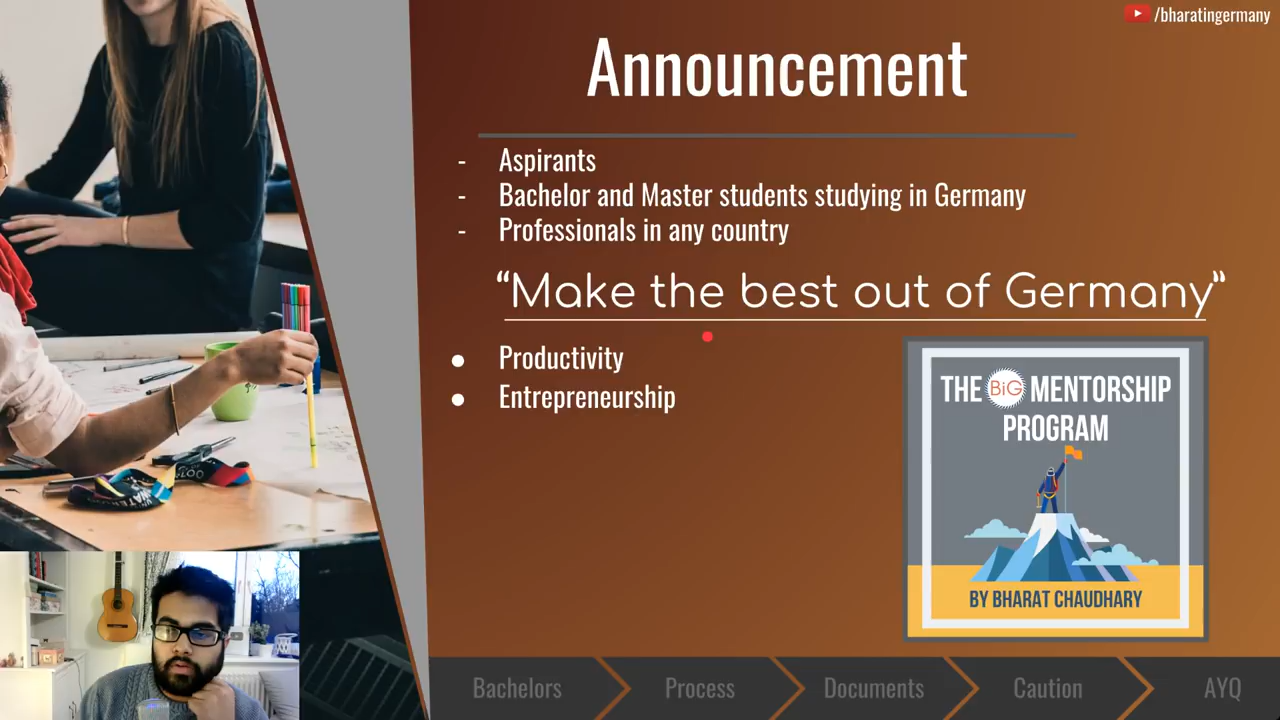 /bharatingermany
Announcement
- Aspirants
- Bachelor and Master students studying in Germany
- Professionals in any country
“Make the best out of Germany”
● Productivity
● Entrepreneurship
THE BiG MENTORSHIP
PROGRAM
BY BHARAT CHAUDHARY
Bachelors
Process
Documents
Caution
AYQ